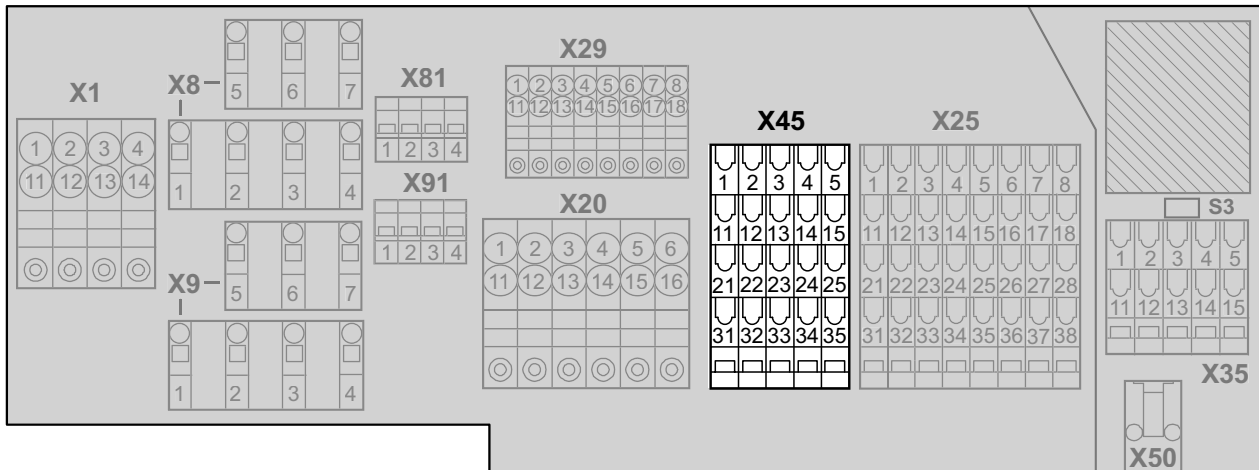 X1
1 2 3 4
11 12 13 14
X8
5 6 7
1 2 3 4
X9
5 6 7
1 2 3 4
X81
1 2 3 4
X91
1 2 3 4
X29
1 2 3 4 5 6 7 8
11 12 13 14 15 16 17 18
X20
1 2 3 4 5 6
11 12 13 14 15 16
X45
1 2 3 4 5
11 12 13 14 15
21 22 23 24 25
31 32 33 34 35
X25
1 2 3 4 5 6 7 8
11 12 13 14 15 16 17 18
21 22 23 24 25 26 27 28
31 32 33 34 35 36 37 38
S3
1 2 3 4 5
11 12 13 14 15
X35
X50